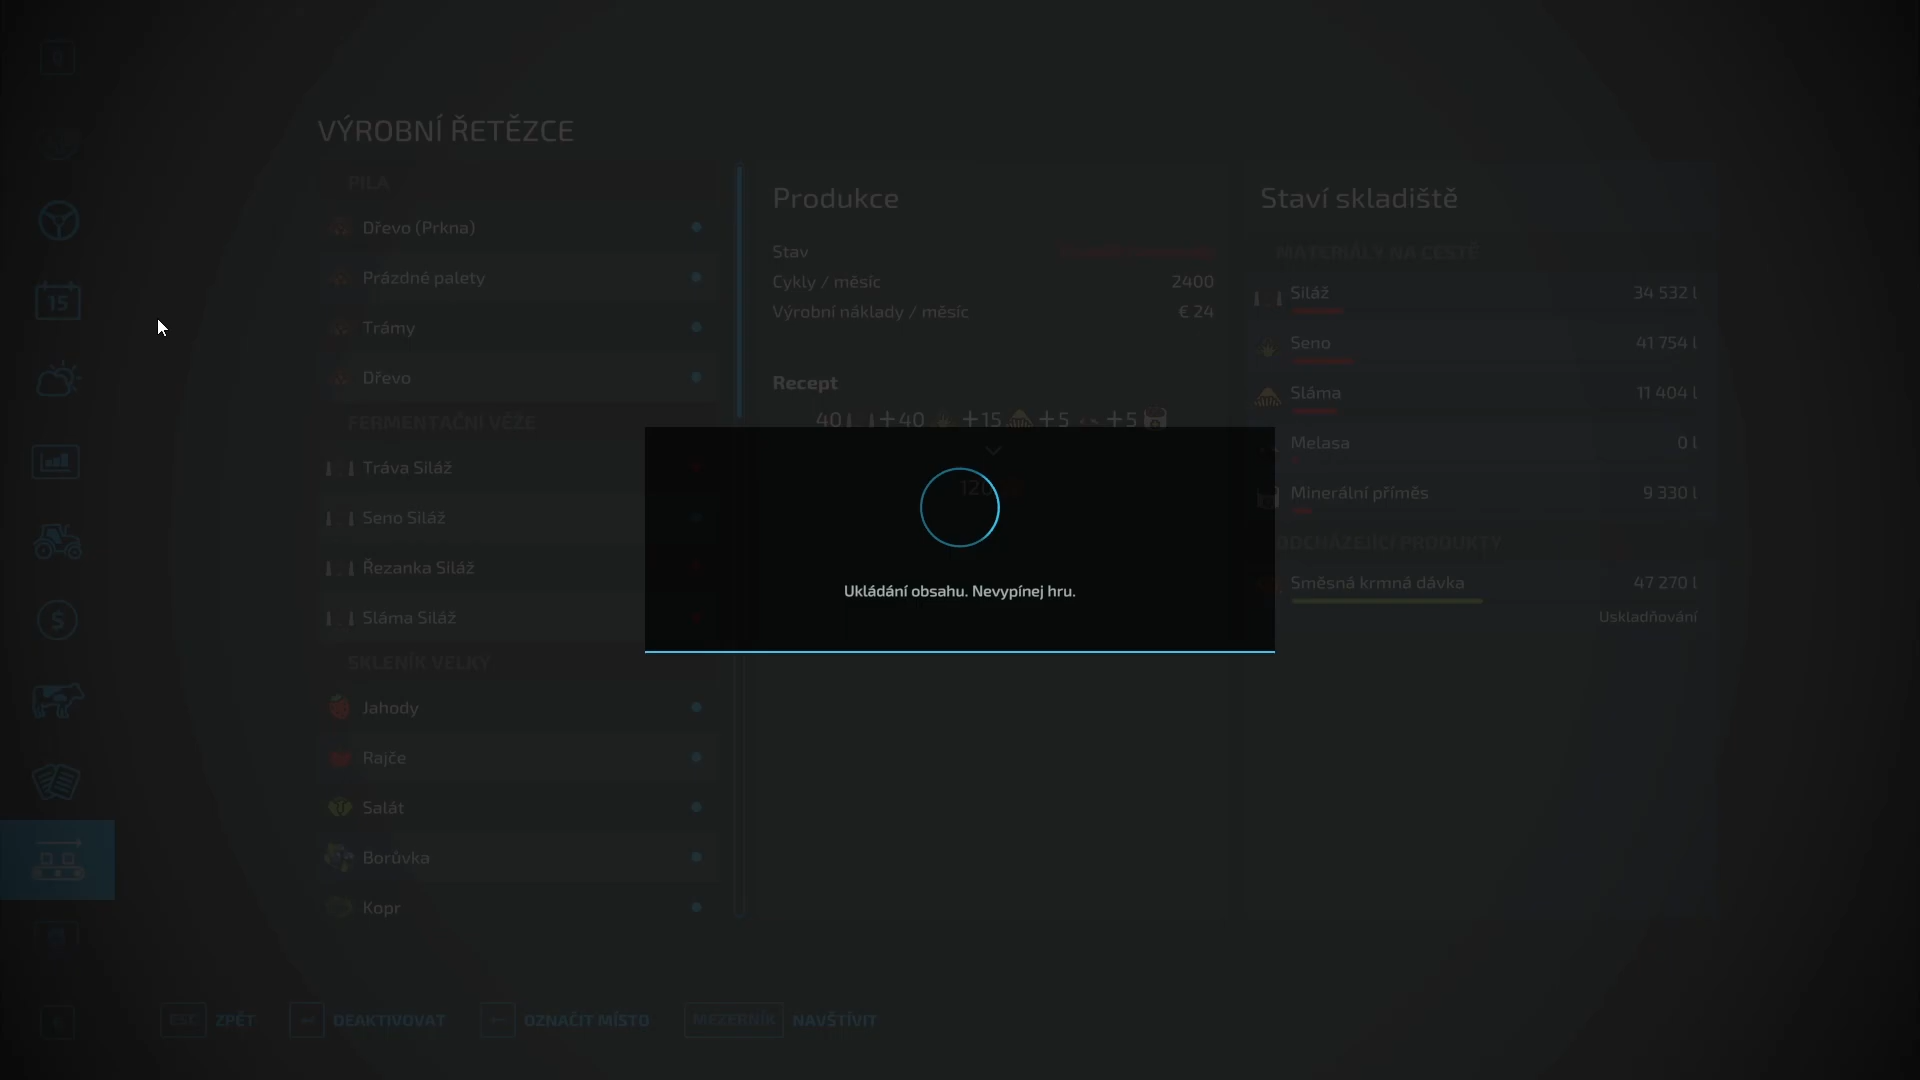 VÝROBNÍ ŘETĚZCE
PILA
Dřevo (Prkna)
Prázdné palety
Trámy
Dřevo
FERMENTAČNÍ VĚŽE
Tráva Siláž
Seno Siláž
Řezanka Siláž
Sláma Siláž
SKLENÍK VELKÝ
Jahody
Rajče
Salát
Borůvka
Kopr
Produkce
Stav
Cykly / měsíc 2400
Výrobní náklady / měsíc € 24
Recept
40 + 40 + 15 + 5 + 5
120
Ukládání obsahu. Nevypínej hru.
Staví skladiště
MATERIÁLY NA CESTĚ
Siláž 34 532 l
Seno 41 754 l
Sláma 11 404 l
Melasa 0 l
Minerální příměs 9 330 l
ODCHÁZEJÍCÍ PRODUKTY
Směsná krmná dávka 47 270 l
Uskladňování
15
$
ESC ZPĚT DEAKTIVOVAT OZNAČIT MÍSTO MEZERNÍK NAVŠTÍVIT